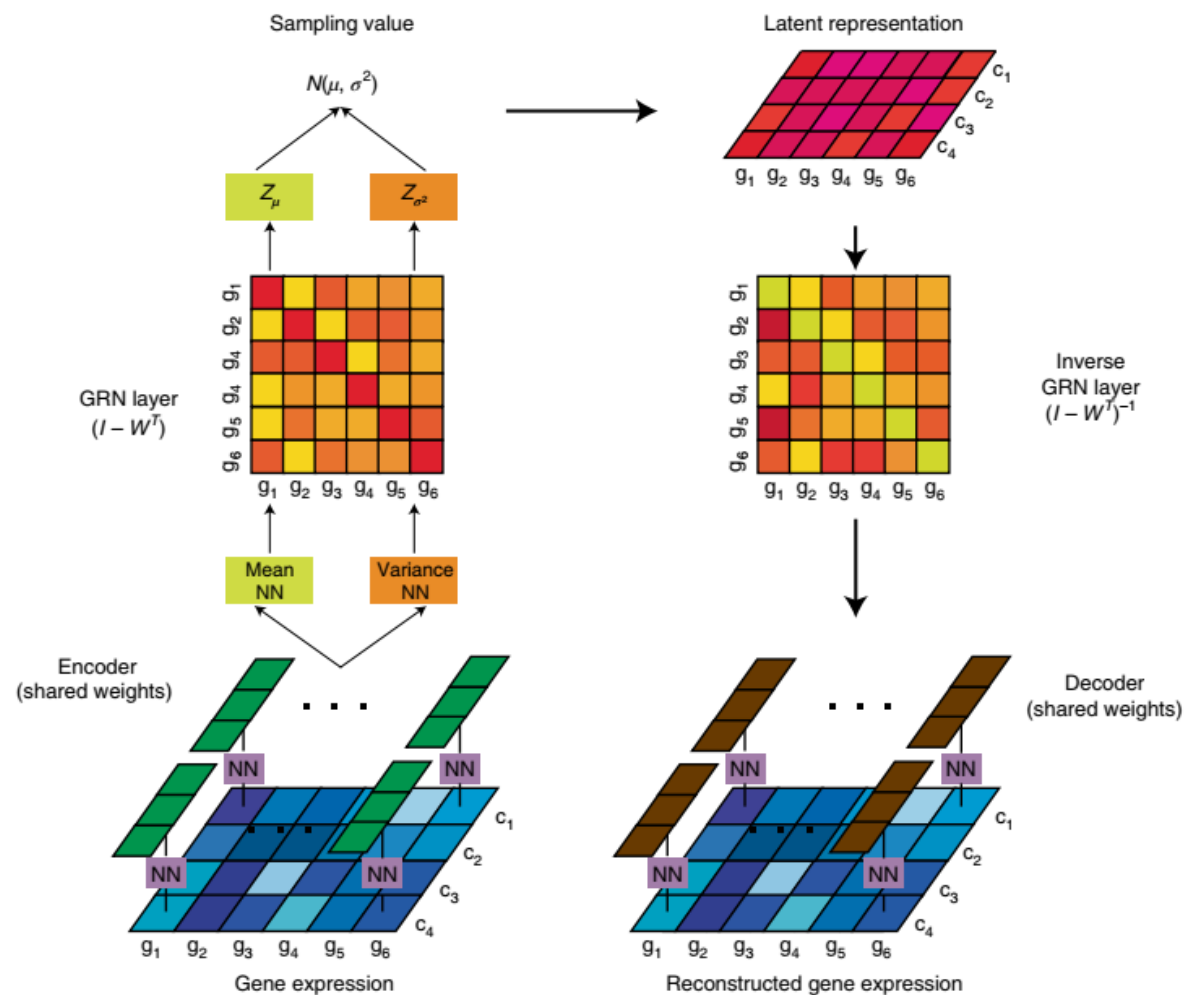 Sampling value
Latent representation
N(μ, σ²)
c₁
c₂
c₃
c₄
g₁ g₂ g₃ g₄ g₅ g₆
Z_μ
Z_σ²
g₁
g₂
g₄
g₄
g₅
g₆
g₁ g₂ g₃ g₄ g₅ g₆
GRN layer
(I − Wᵀ)
g₁
g₂
g₃
g₄
g₅
g₆
g₁ g₂ g₃ g₄ g₅ g₆
Inverse
GRN layer
(I − Wᵀ)⁻¹
Mean
NN
Variance
NN
Encoder
(shared weights)
. . .
NN
NN
. . .
NN
NN
c₁
c₂
c₃
c₄
g₁ g₂ g₃ g₄ g₅ g₆
Gene expression
Decoder
(shared weights)
. . .
NN
NN
. . .
NN
NN
c₁
c₂
c₃
c₄
g₁ g₂ g₃ g₄ g₅ g₆
Reconstructed gene expression